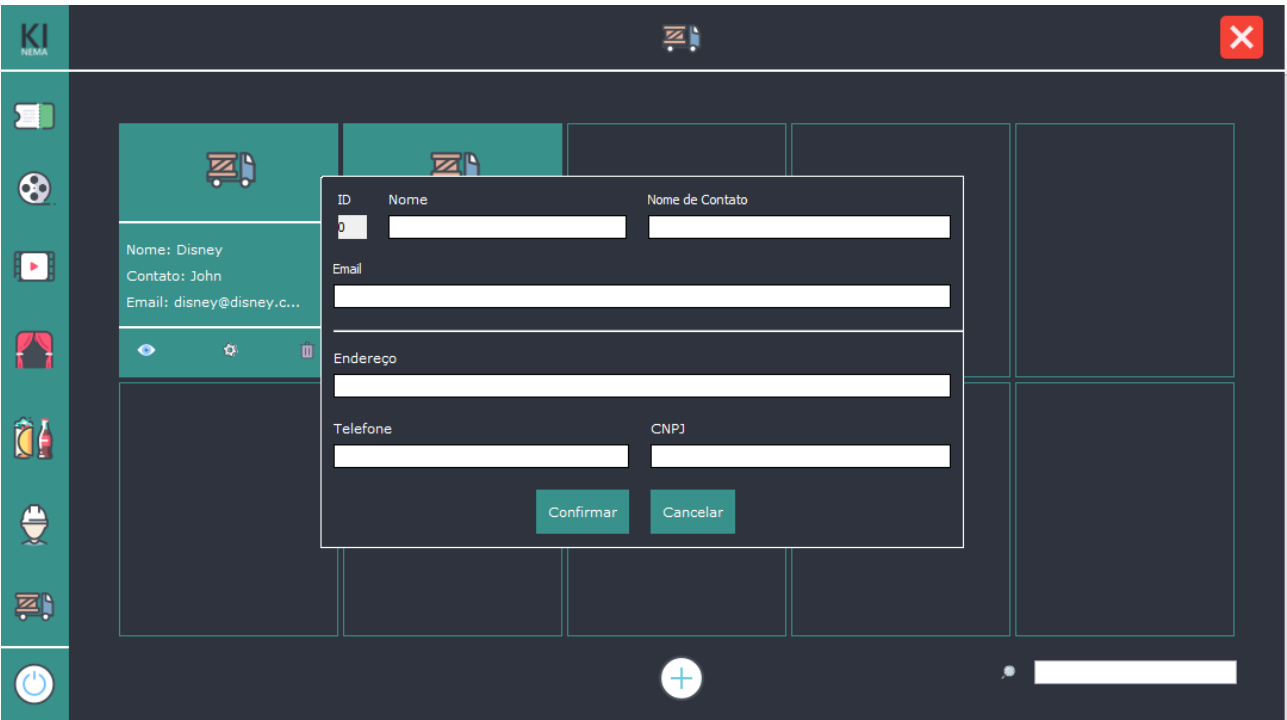 KI
NEMA
Nome: Disney
Contato: John
Email: disney@disney.c...
ID
Nome
Nome de Contato
0
Email
Endereço
Telefone
CNPJ
Confirmar
Cancelar